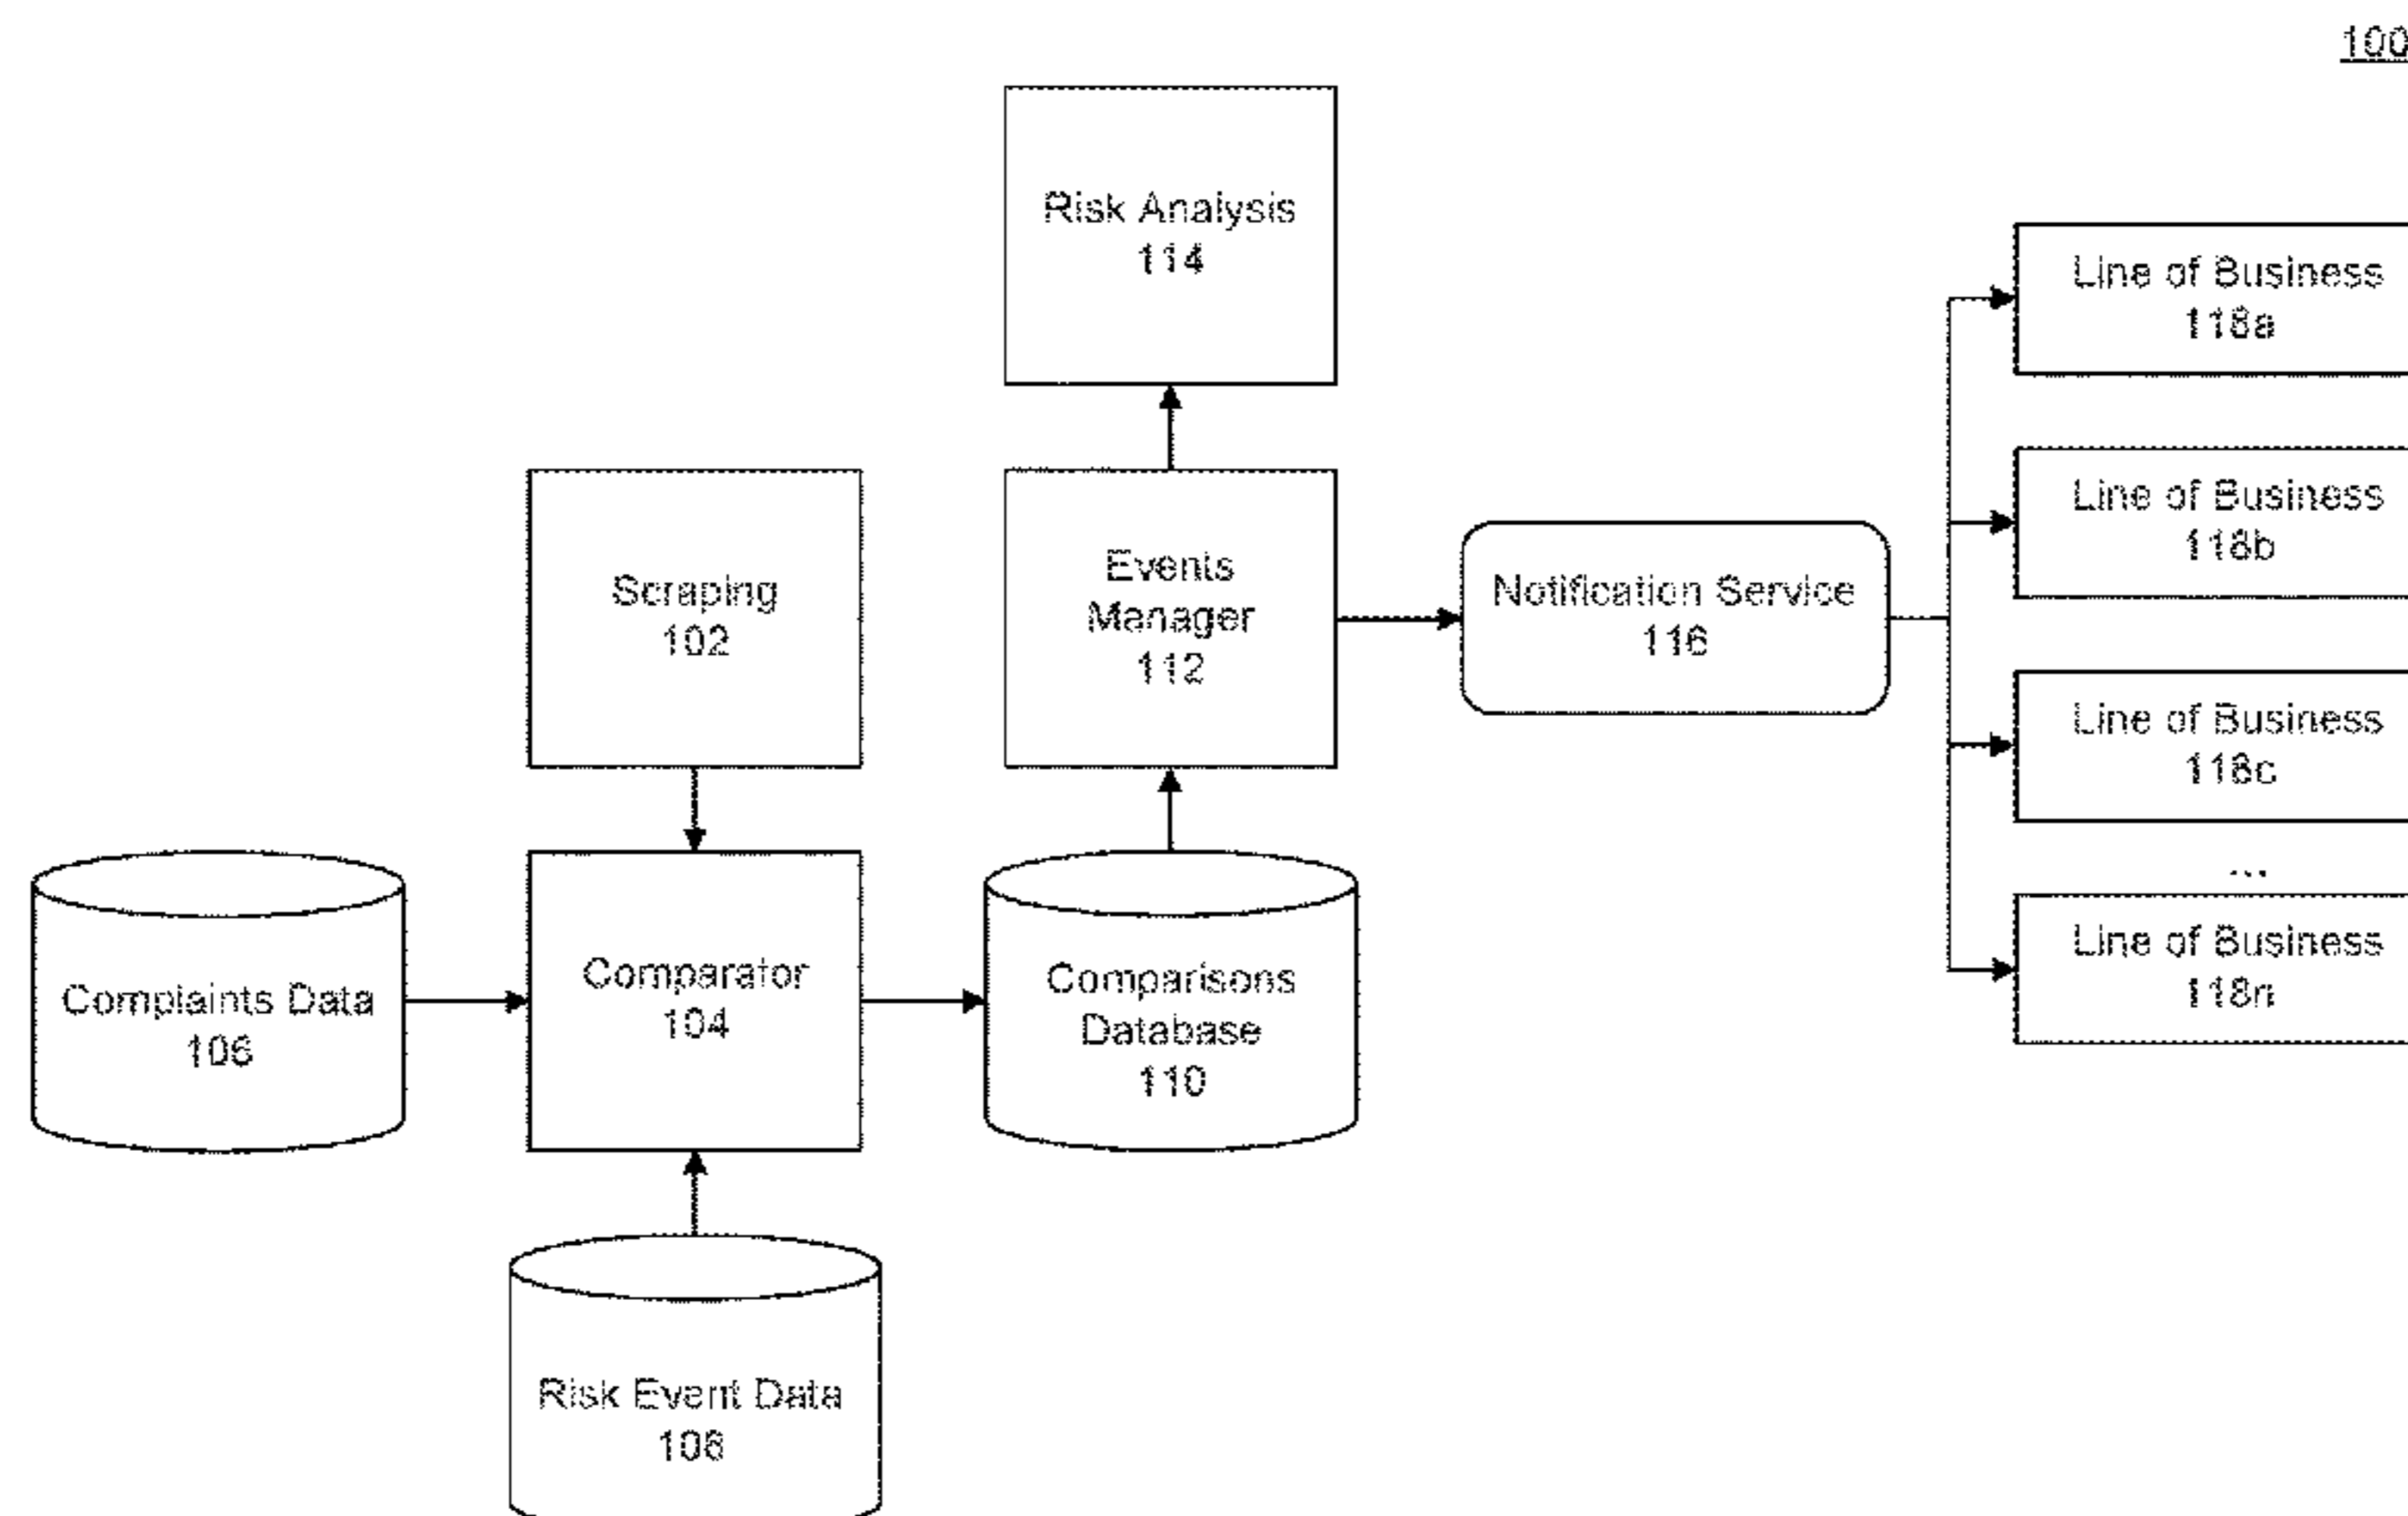 100
Risk Analysis
114
Line of Business
118a
Line of Business
118b
Scraping
102
Events
Manager
112
Notification Service
116
Line of Business
118c
...
Complaints Data
106
Comparator
104
Comparisons
Database
110
Line of Business
118n
Risk Event Data
108